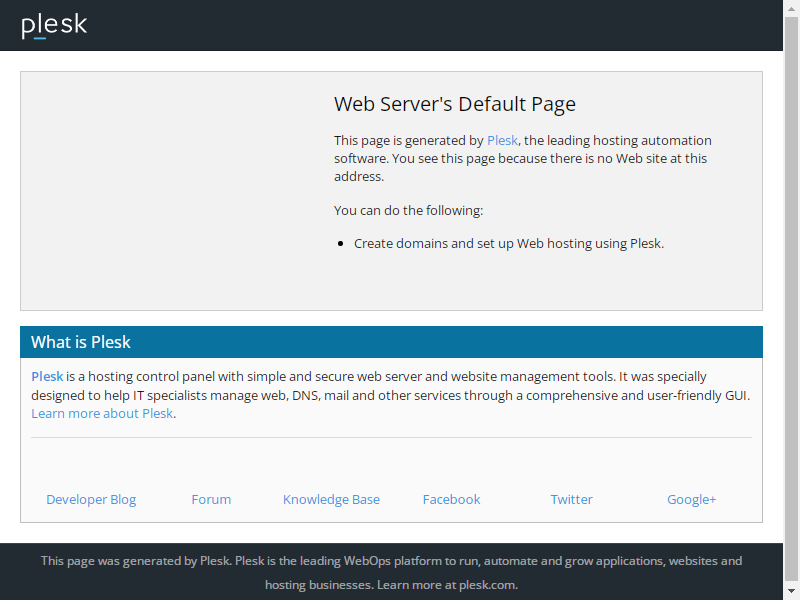 plesk
Web Server's Default Page
This page is generated by Plesk, the leading hosting automation
software. You see this page because there is no Web site at this
address.
You can do the following:
Create domains and set up Web hosting using Plesk.
What is Plesk
Plesk is a hosting control panel with simple and secure web server and website management tools. It was specially
designed to help IT specialists manage web, DNS, mail and other services through a comprehensive and user-friendly GUI.
Learn more about Plesk.
Developer Blog Forum Knowledge Base Facebook Twitter Google+
This page was generated by Plesk. Plesk is the leading WebOps platform to run, automate and grow applications, websites and
hosting businesses. Learn more at plesk.com.